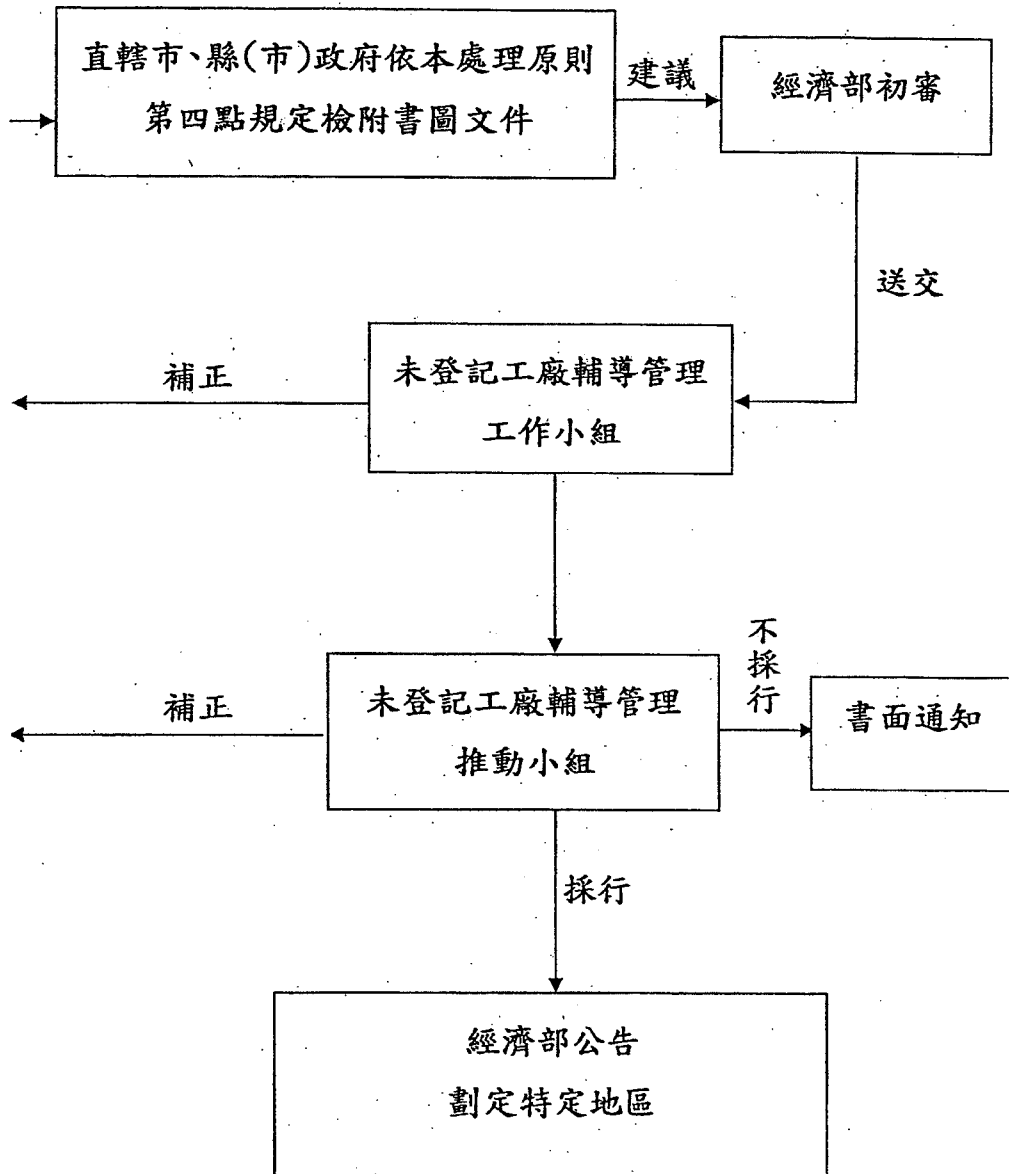 直轄市、縣(市)政府依本處理原則
第四點規定檢附書圖文件
建議
經濟部初審
送交
未登記工廠輔導管理
工作小組
補正
未登記工廠輔導管理
推動小組
補正
不採行
書面通知
採行
經濟部公告
劃定特定地區